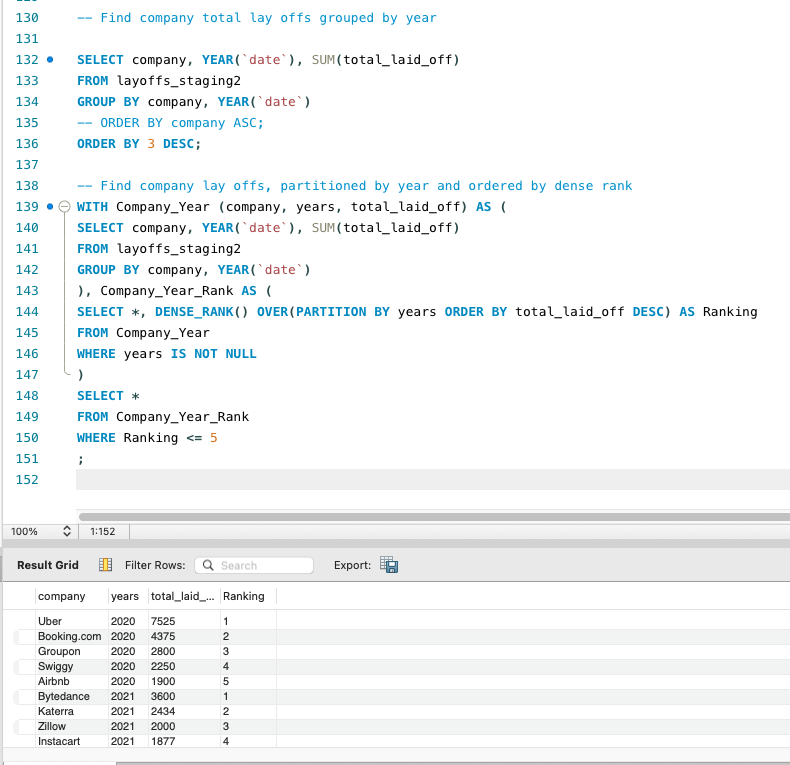 130 -- Find company total lay offs grouped by year
131
132 SELECT company, YEAR(`date`), SUM(total_laid_off)
133 FROM layoffs_staging2
134 GROUP BY company, YEAR(`date`)
135 -- ORDER BY company ASC;
136 ORDER BY 3 DESC;
137
138 -- Find company lay offs, partitioned by year and ordered by dense rank
139 WITH Company_Year (company, years, total_laid_off) AS (
140 SELECT company, YEAR(`date`), SUM(total_laid_off)
141 FROM layoffs_staging2
142 GROUP BY company, YEAR(`date`)
143 ), Company_Year_Rank AS (
144 SELECT *, DENSE_RANK() OVER(PARTITION BY years ORDER BY total_laid_off DESC) AS Ranking
145 FROM Company_Year
146 WHERE years IS NOT NULL
147 )
148 SELECT *
149 FROM Company_Year_Rank
150 WHERE Ranking <= 5
151 ;
152
100% 1:152
Result Grid Filter Rows: Search Export:
company years total_laid_... Ranking
Uber 2020 7525 1
Booking.com 2020 4375 2
Groupon 2020 2800 3
Swiggy 2020 2250 4
Airbnb 2020 1900 5
Bytedance 2021 3600 1
Katerra 2021 2434 2
Zillow 2021 2000 3
Instacart 2021 1877 4